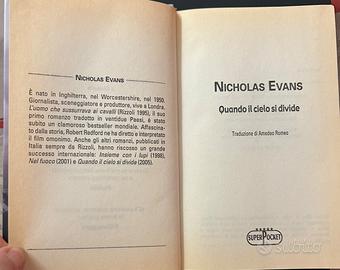 NICHOLAS EVANS
È nato in Inghilterra, nel Worcestershire, nel 1950.
Giornalista, sceneggiatore e produttore, vive a Londra.
L'uomo che sussurrava ai cavalli (Rizzoli 1995), il suo
primo romanzo tradotto in ventidue Paesi, è stato
un clamoroso bestseller mondiale. Affascina-
to dalla storia, Robert Redford ne ha diretto e interpretato
il film omonimo. Anche gli altri romanzi, pubblicati in
Italia sempre da Rizzoli, hanno riscosso un grande
successo internazionale: Insieme con i lupi (1998),
Nel fuoco (2001) e Quando il cielo si divide (2005).
NICHOLAS EVANS
Quando il cielo si divide
Traduzione di Amedeo Romeo
SUPERPOCKET
subito